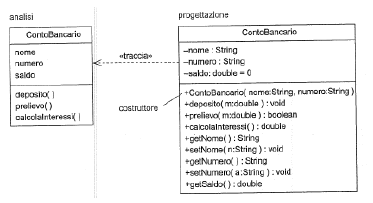 analisi
ContoBancario
nome
numero
saldo
deposito( )
prelievo( )
calcolaInteressi( )
«traccia»
costruttore
progettazione
ContoBancario
–nome : String
–numero : String
–saldo: double = 0
+ContoBancario( nome:String, numero:String)
+deposito( m:double ) : void
+prelievo( m:double ) : boolean
+calcolaInteressi( ) : double
+getNome( ) : String
+setNome( n:String ) : void
+getNumero( ) : String
+setNumero( a:String ) : void
+getSaldo( ) : double